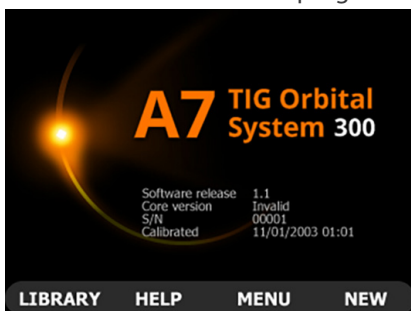 A7 TIG Orbital
System 300
Software release 1.1
Core version Invalid
S/N 00001
Calibrated 11/01/2003 01:01
LIBRARY HELP MENU NEW